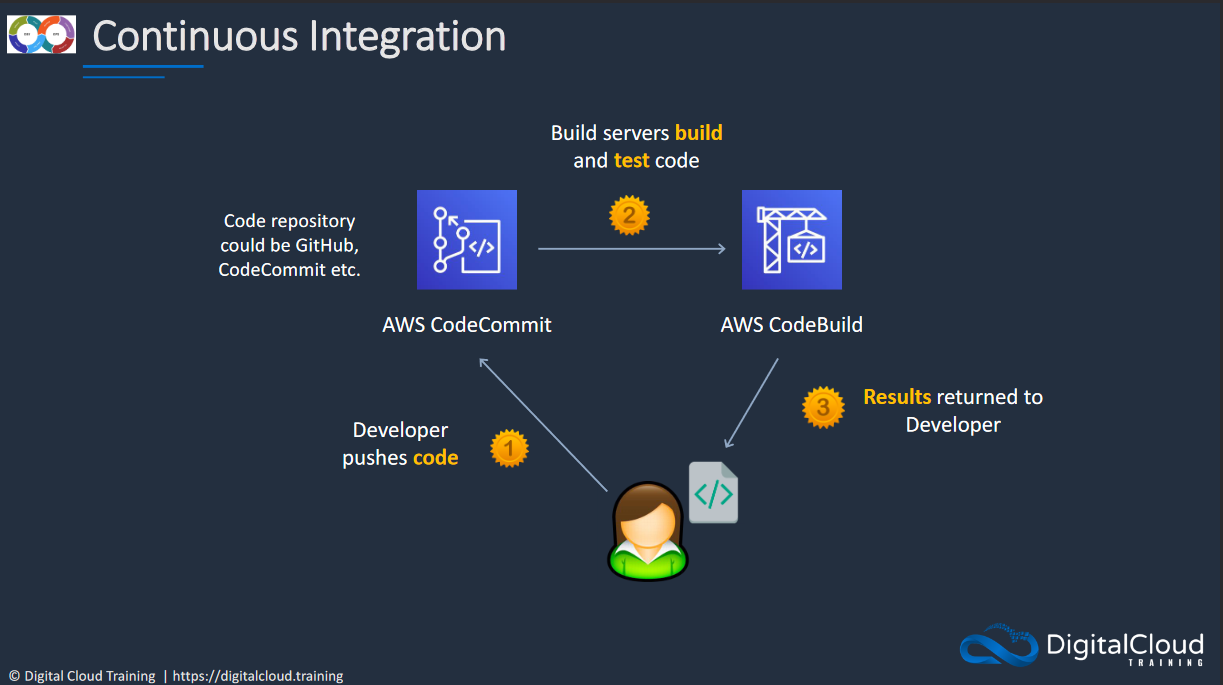 Continuous Integration
Build servers build
and test code
2
Code repository
could be GitHub,
CodeCommit etc.
</>
</>
AWS CodeCommit
AWS CodeBuild
3
Results returned to
Developer
Developer
pushes code
1
</>
DigitalCloud
TRAINING
© Digital Cloud Training | https://digitalcloud.training